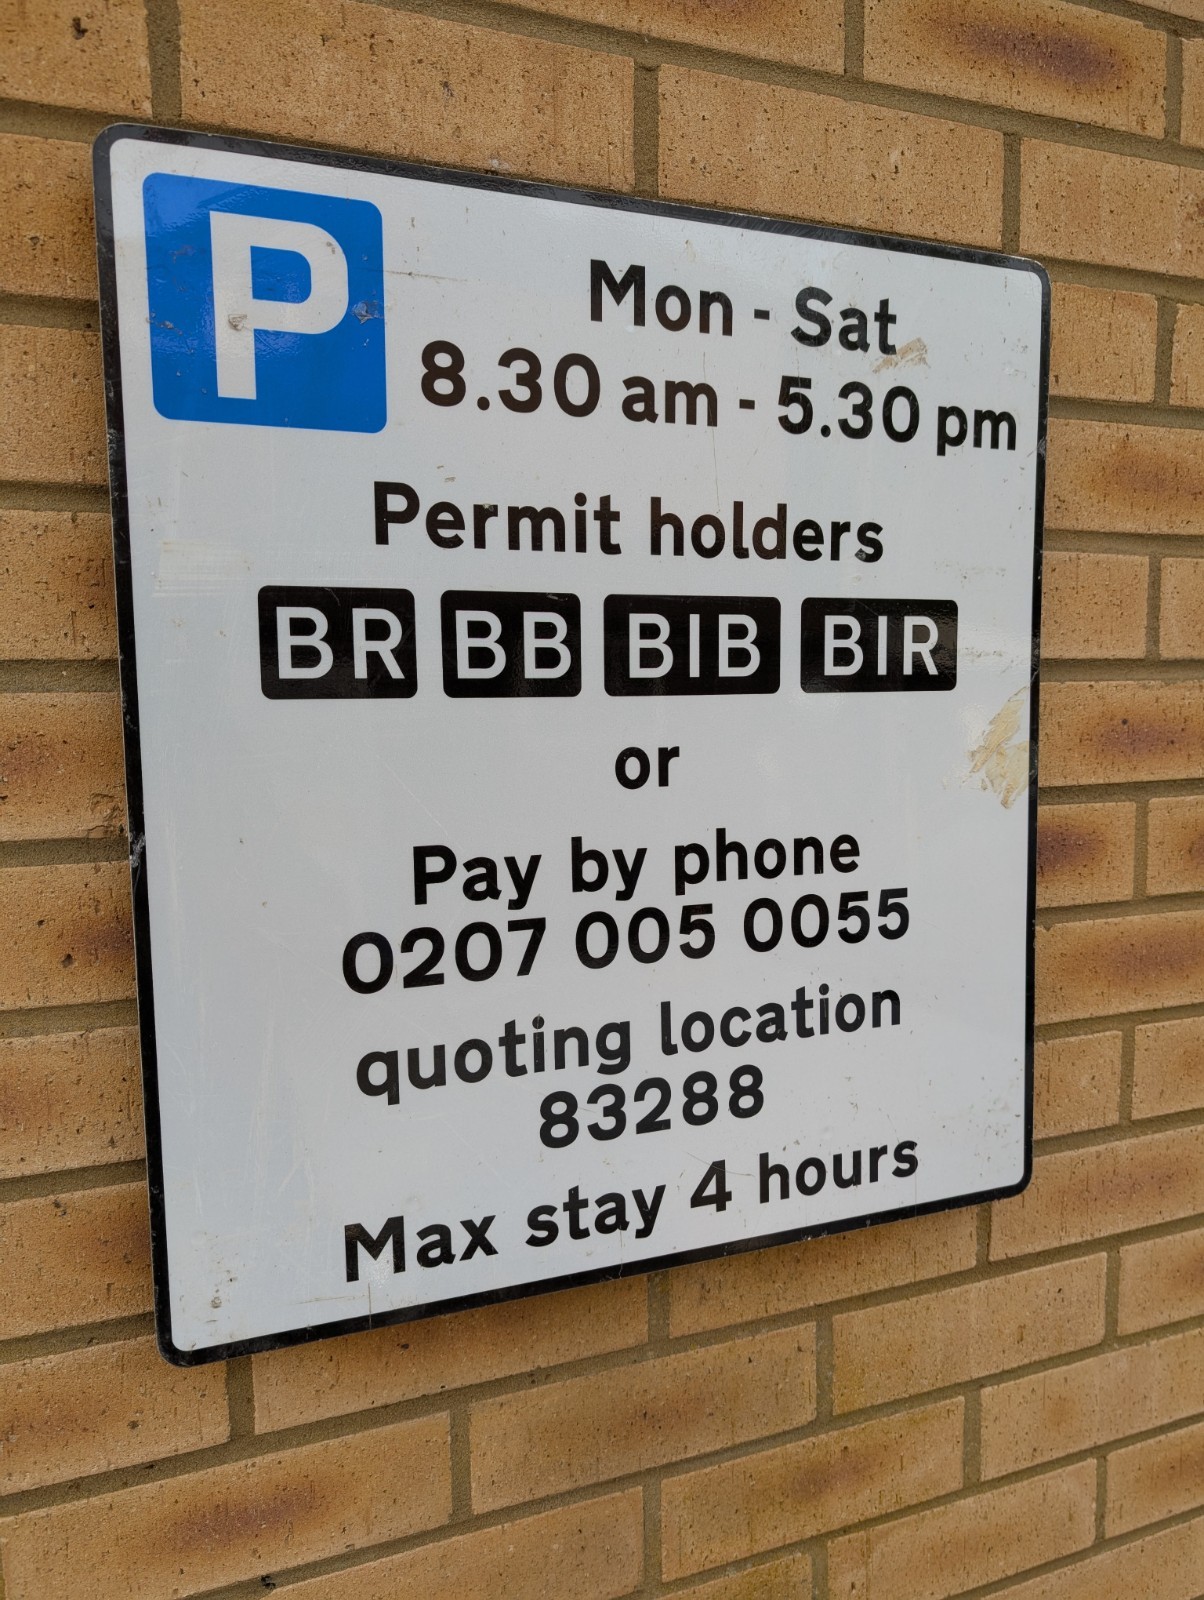 P
Mon - Sat
8.30 am - 5.30 pm
Permit holders
BR BB BIB BIR
or
Pay by phone
0207 005 0055
quoting location
83288
Max stay 4 hours